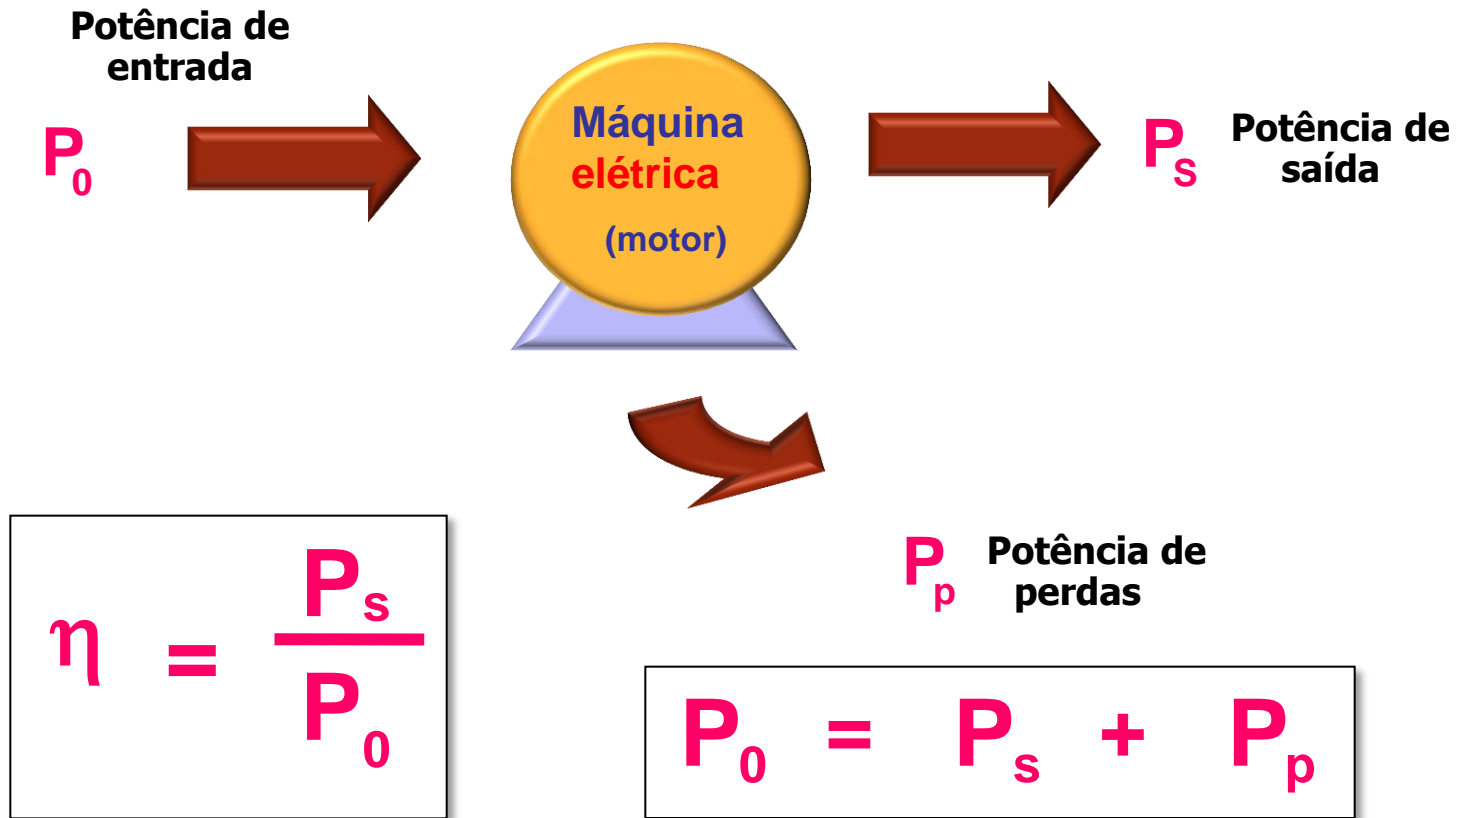 Potência de
entrada
P0
Máquina
elétrica
(motor)
PS
Potência de
saída
Pp
Potência de
perdas
η = Ps
P0
P0 = Ps + Pp